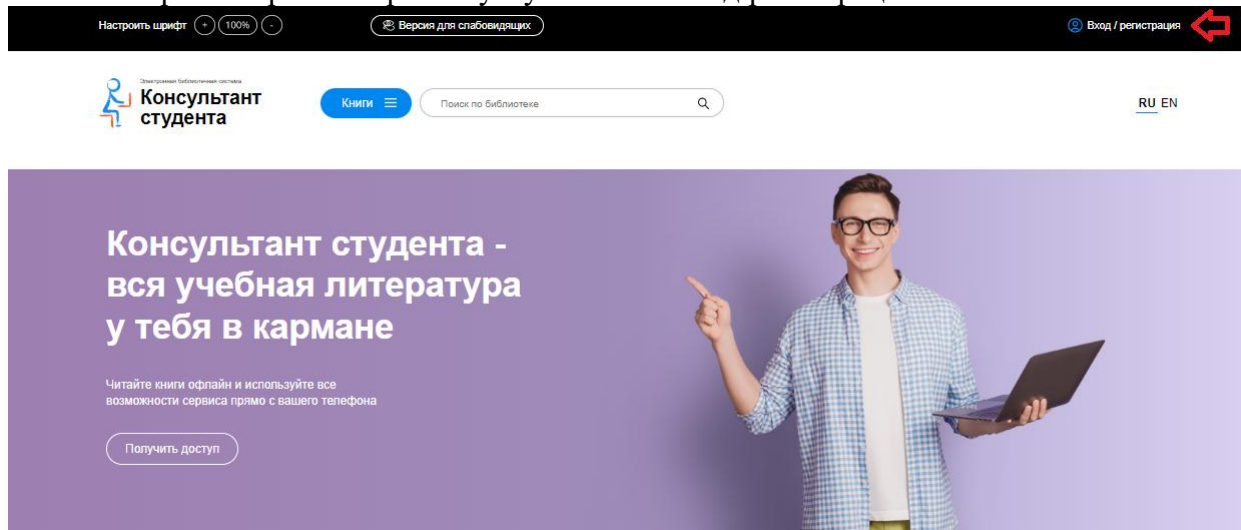 Настроить шрифт + 100% -
Версия для слабовидящих
Вход / регистрация
Электронная библиотечная система
Консультант
студента
Книги
Поиск по библиотеке
RU EN
Консультант студента -
вся учебная литература
у тебя в кармане
Читайте книги офлайн и используйте все
возможности сервиса прямо с вашего телефона
Получить доступ